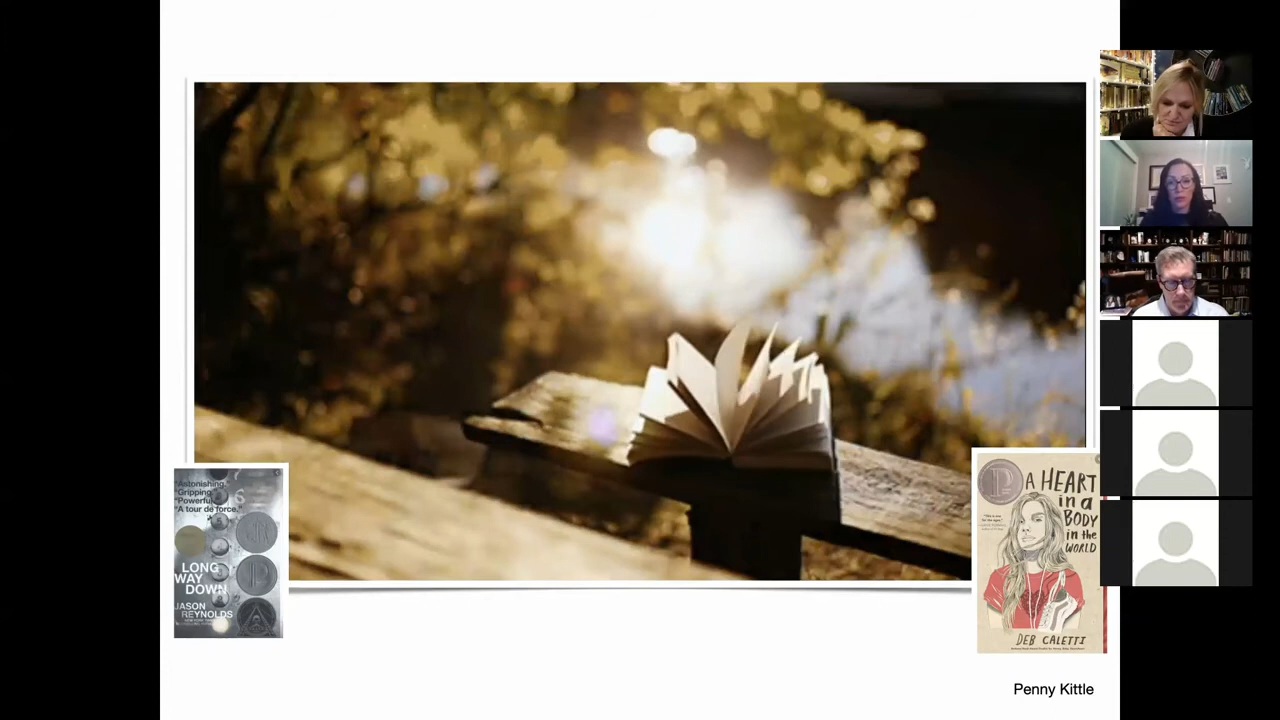 "Astonishing."
"Gripping
"Powerful
"A tour de force."
LONG
WAY
DOWN
JASON
REYNOLDS
A HEART
in a
BODY
in the
WORLD
DEB CALETTI
Penny Kittle